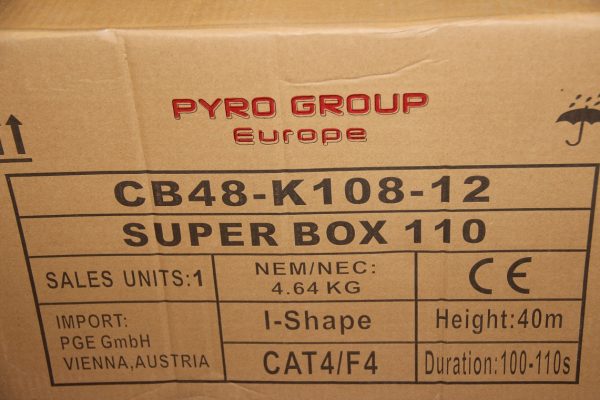 PYRO GROUP
Europe
CB48-K108-12
SUPER BOX 110
SALES UNITS:1
NEM/NEC:
4.64 KG
CE
IMPORT:
PGE GmbH
VIENNA,AUSTRIA
I-Shape
Height:40m
CAT4/F4
Duration:100-110s